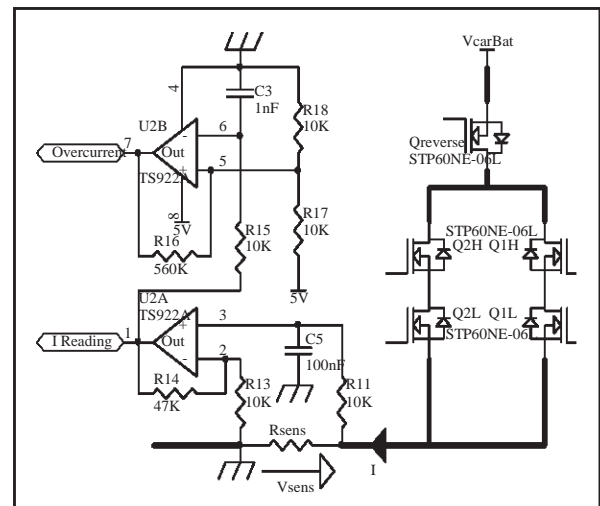 VcarBat
4
C3
1nF
R18
10K
U2B
6
-
7
Overcurrent
Out
Qreverse
STP60NE-06L
5
+
TS922A
8
5V
R16
560K
R15
10K
R17
10K
STP60NE-06L
Q2H Q1H
U2A
TS922A
5V
3
+
1
I Reading
Out
C5
100nF
Q2L Q1L
STP60NE-06L
2
-
R14
47K
R13
10K
R11
10K
Rsens
I
Vsens